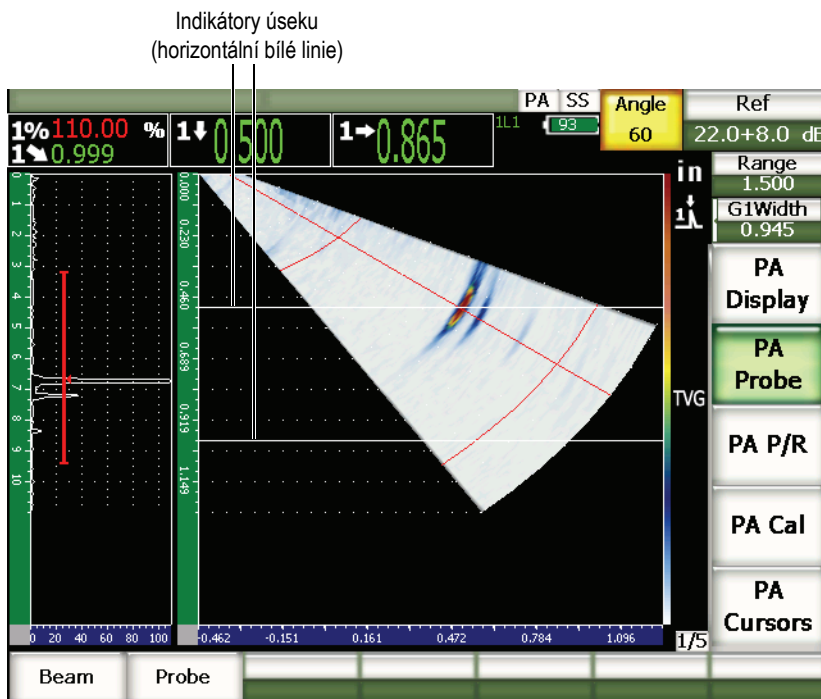 Indikátory úseku
(horizontální bílé linie)
PA SS Angle Ref
60 22.0+8.0 dB
1% 110.00 %
1 0.999
1 0.500
1 0.865
1L1
93
in
Range
1.500
1
G1Width
0.945
PA
Display
PA
Probe
TVG
PA P/R
PA Cal
PA
Cursors
0 1 2 3 4 5 6 7 8 9 10
0.000 0.230 0.460 0.689 0.919 1.149
0 20 40 60 80 100
-0.462 -0.151 0.161 0.472 0.784 1.096
1/5
Beam Probe